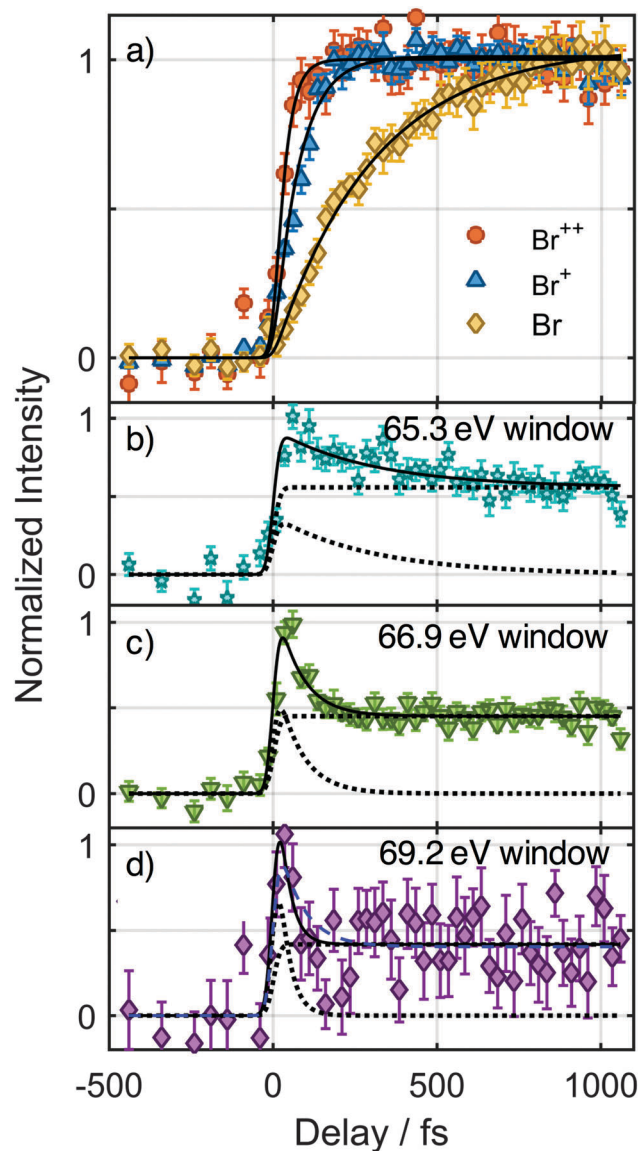 Normalized Intensity
a)
1
0
Br++
Br+
Br
b)
65.3 eV window
1
0
c)
66.9 eV window
1
0
d)
69.2 eV window
1
0
-500
0
500
1000
Delay / fs